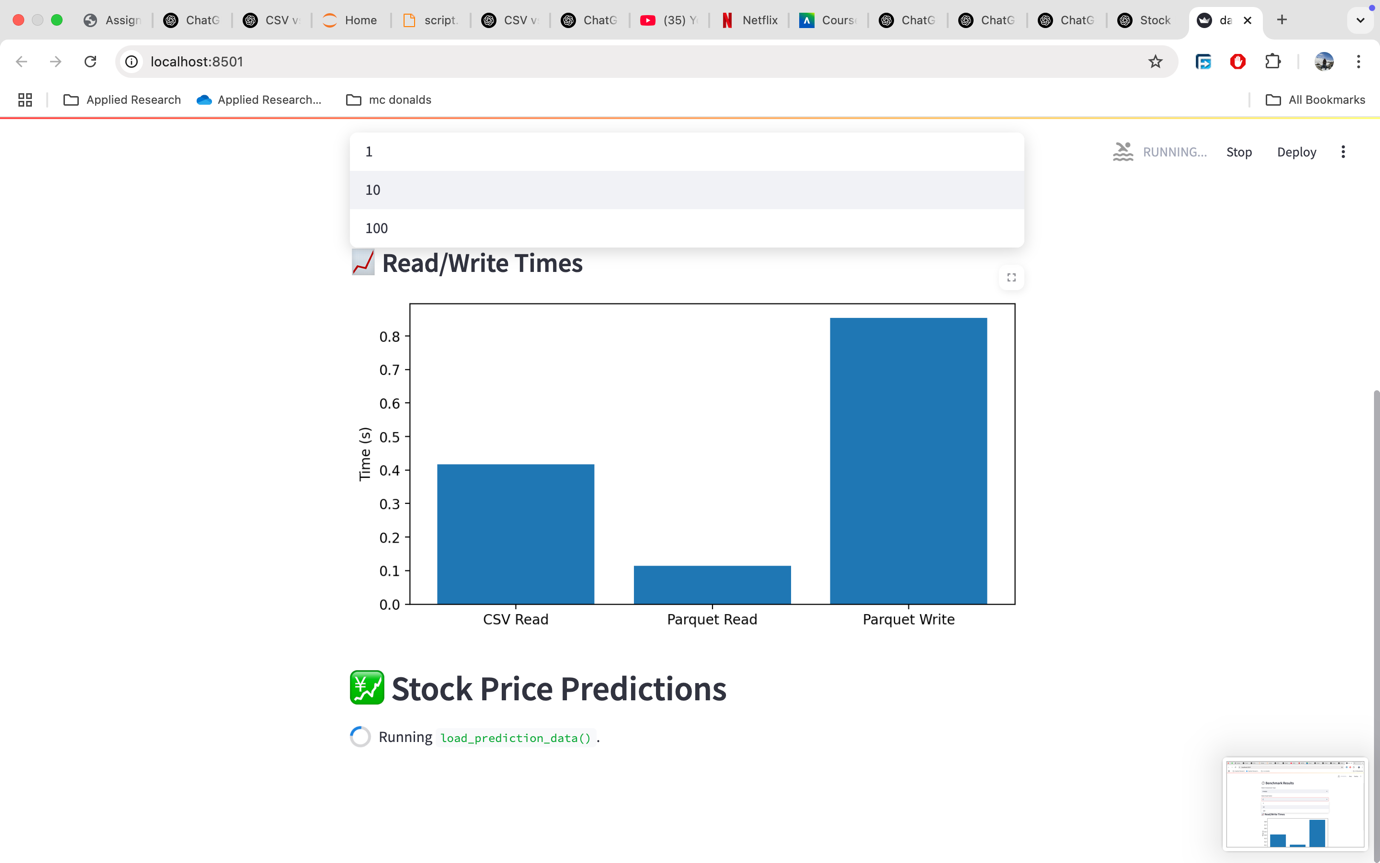 Assign
ChatG
CSV v
Home
script.
CSV v
ChatG
(35) Y
Netflix
Cours
ChatG
ChatG
ChatG
Stock
da
localhost:8501
Applied Research
Applied Research...
mc donalds
All Bookmarks
1
RUNNING...
Stop
Deploy
10
100
Read/Write Times
0.8
0.7
0.6
0.5
0.4
0.3
0.2
0.1
0.0
Time (s)
CSV Read
Parquet Read
Parquet Write
Stock Price Predictions
Running load_prediction_data() .
Benchmark Results